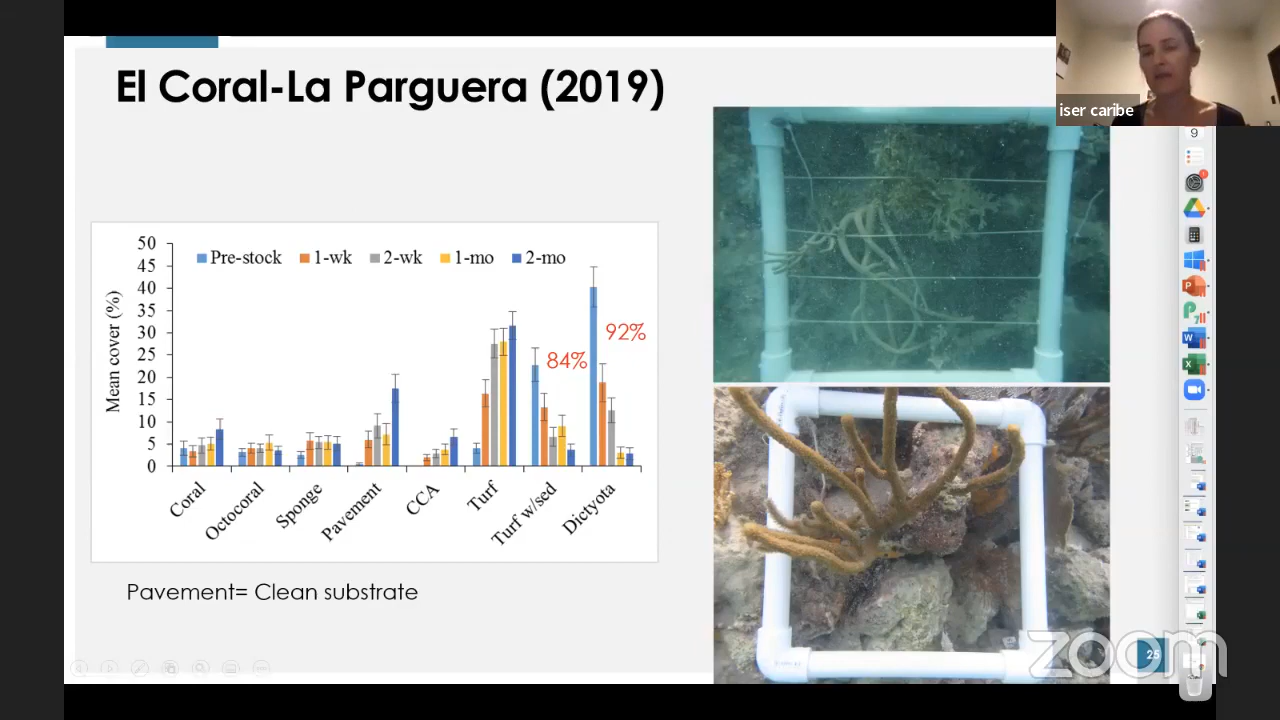 El Coral-La Parguera (2019)
iser caribe
9
50
45
40
35
30
25
20
15
10
5
0
Mean cover (%)
Pre-stock
1-wk
2-wk
1-mo
2-mo
84%
92%
Coral
Octocoral
Sponge
Pavement
CCA
Turf
Turf w/sed
Dictyota
Pavement= Clean substrate
zoom
25